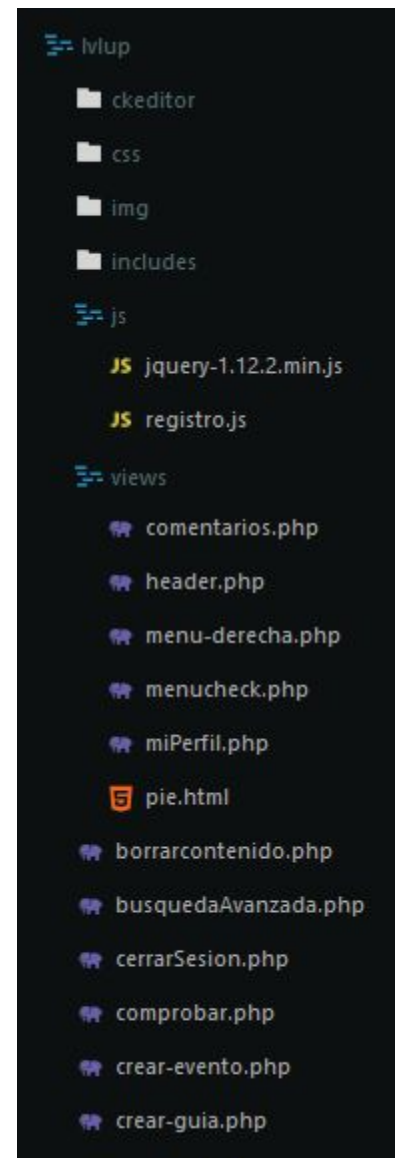 lvlup
ckeditor
css
img
includes
js
JS jquery-1.12.2.min.js
JS registro.js
views
comentarios.php
header.php
menu-derecha.php
menucheck.php
miPerfil.php
5 pie.html
borrarcontenido.php
busquedaAvanzada.php
cerrarSesion.php
comprobar.php
crear-evento.php
crear-guia.php